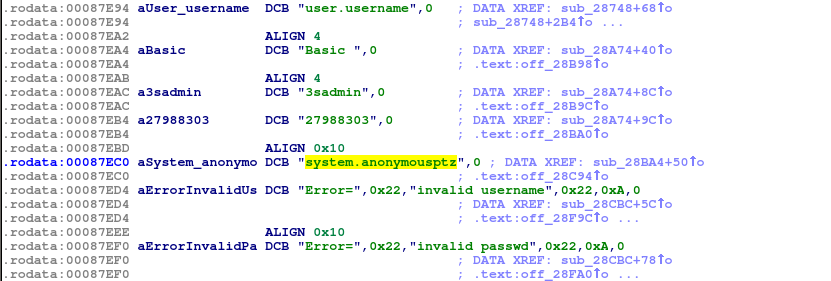 .rodata:00087E94 aUser_username DCB "user.username",0 ; DATA XREF: sub_28748+68↑o
.rodata:00087E94 ; sub_28748+2B4↑o ...
.rodata:00087EA2 ALIGN 4
.rodata:00087EA4 aBasic DCB "Basic ",0 ; DATA XREF: sub_28A74+40↑o
.rodata:00087EA4 ; .text:off_28B98↑o
.rodata:00087EAB ALIGN 4
.rodata:00087EAC a3sadmin DCB "3sadmin",0 ; DATA XREF: sub_28A74+8C↑o
.rodata:00087EAC ; .text:off_28B9C↑o
.rodata:00087EB4 a27988303 DCB "27988303",0 ; DATA XREF: sub_28A74+9C↑o
.rodata:00087EB4 ; .text:off_28BA0↑o
.rodata:00087EBD ALIGN 0x10
.rodata:00087EC0 aSystem_anonymo DCB "system.anonymousptz",0 ; DATA XREF: sub_28BA4+50↑o
.rodata:00087EC0 ; .text:off_28C94↑o
.rodata:00087ED4 aErrorInvalidUs DCB "Error=",0x22,"invalid username",0x22,0xA,0
.rodata:00087ED4 ; DATA XREF: sub_28CBC+5C↑o
.rodata:00087ED4 ; .text:off_28F9C↑o ...
.rodata:00087EEE ALIGN 0x10
.rodata:00087EF0 aErrorInvalidPa DCB "Error=",0x22,"invalid passwd",0x22,0xA,0
.rodata:00087EF0 ; DATA XREF: sub_28CBC+78↑o
.rodata:00087EF0 ; .text:off_28FA0↑o ...